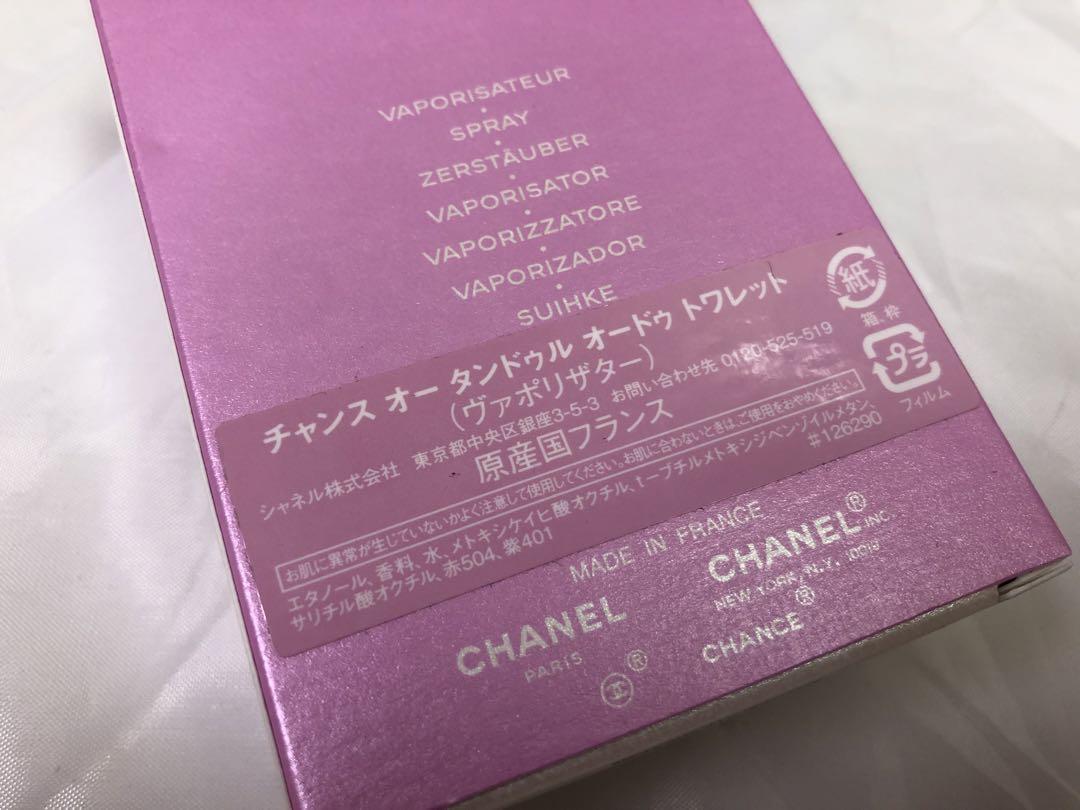 VAPORISATEUR
SPRAY
ZERSTÄUBER
VAPORISATOR
VAPORIZZATORE
VAPORIZADOR
SUIHKE
チャンス オー タンドゥル オードゥ トワレット
(ヴァポリザター)
シャネル株式会社 東京都中央区銀座3-5-3 お問い合わせ先 0120-525-519
原産国フランス
お肌に異常が生じていないかよく注意して使用してください。お肌に合わないときは、ご使用をおやめください。
エタノール、香料、水、メトキシケイヒ酸オクチル、t-ブチルメトキシジベンゾイルメタン、
サリチル酸オクチル、赤504、紫401
#126290
紙
箱、枠
プラ
フィルム
MADE IN FRANCE
CHANEL
PARIS
®
CHANEL® INC.
NEW YORK, N.Y. 10019
CHANCE®